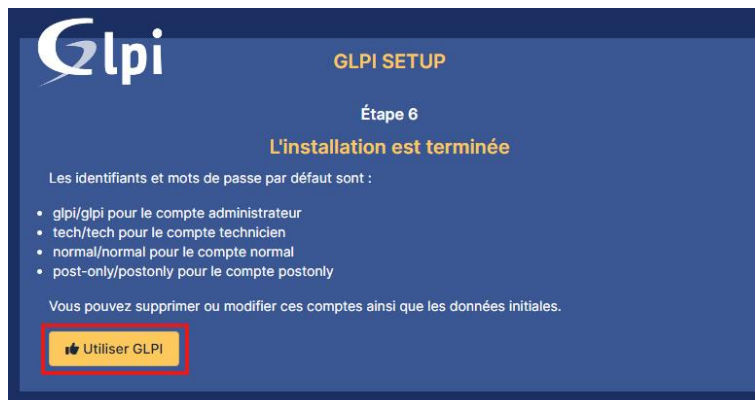 Glpi
GLPI SETUP
Étape 6
L'installation est terminée
Les identifiants et mots de passe par défaut sont :
• glpi/glpi pour le compte administrateur
• tech/tech pour le compte technicien
• normal/normal pour le compte normal
• post-only/postonly pour le compte postonly
Vous pouvez supprimer ou modifier ces comptes ainsi que les données initiales.
Utiliser GLPI